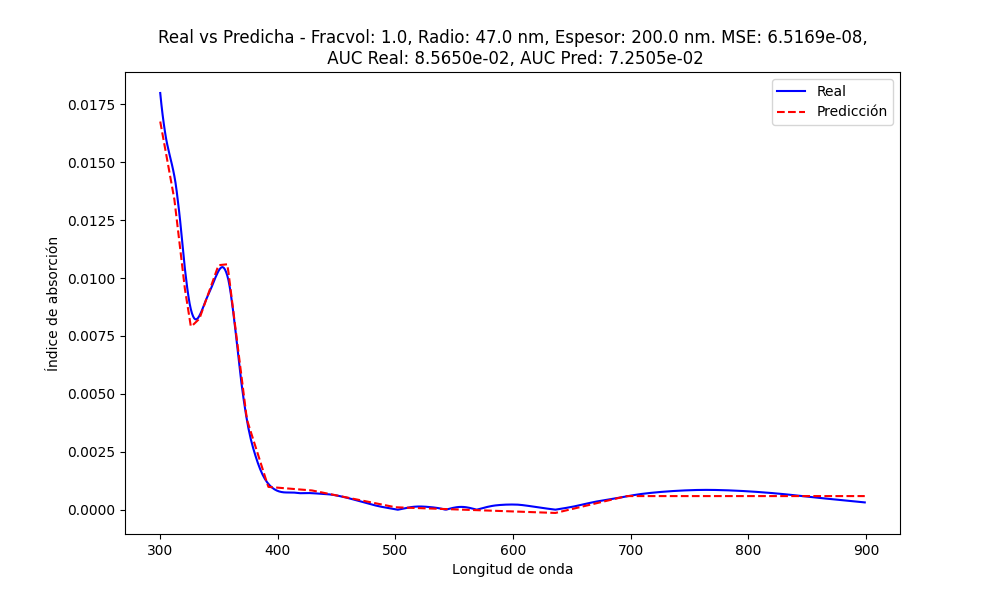 Real vs Predicha - Fracvol: 1.0, Radio: 47.0 nm, Espesor: 200.0 nm. MSE: 6.5169e-08,
AUC Real: 8.5650e-02, AUC Pred: 7.2505e-02
Real
Predicción
Índice de absorción
0.0175
0.0150
0.0125
0.0100
0.0075
0.0050
0.0025
0.0000
300 400 500 600 700 800 900
Longitud de onda